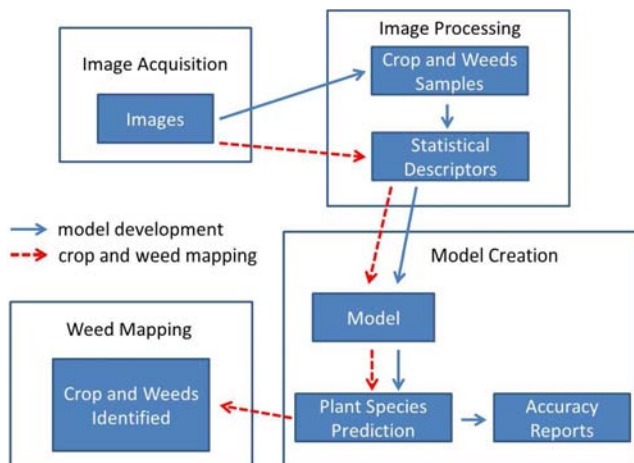 Image Acquisition
Images
Image Processing
Crop and Weeds
Samples
Statistical
Descriptors
model development
crop and weed mapping
Model Creation
Model
Plant Species
Prediction
Accuracy
Reports
Weed Mapping
Crop and Weeds
Identified